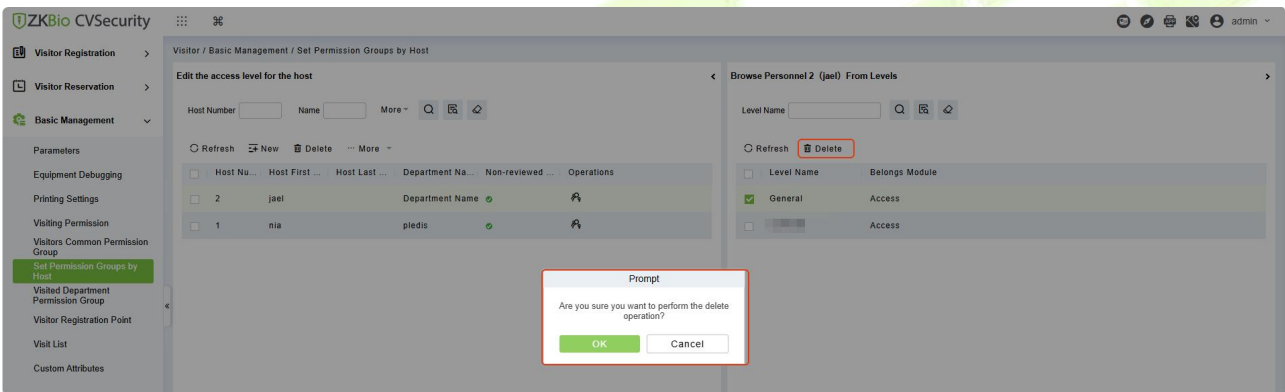 ZKBio CVSecurity
admin
Visitor Registration
Visitor Reservation
Basic Management
Parameters
Equipment Debugging
Printing Settings
Visiting Permission
Visitors Common Permission
Group
Set Permission Groups by
Host
Visited Department
Permission Group
Visitor Registration Point
Visit List
Custom Attributes
Visitor / Basic Management / Set Permission Groups by Host
Edit the access level for the host
Host Number Name More
Refresh New Delete ··· More
Host Nu... Host First ... Host Last ... Department Na... Non-reviewed ... Operations
2 jael Department Name
1 nia pledis
Browse Personnel 2 (jael) From Levels
Level Name
Refresh Delete
Level Name Belongs Module
General Access
Access
Prompt
Are you sure you want to perform the delete
operation?
OK Cancel